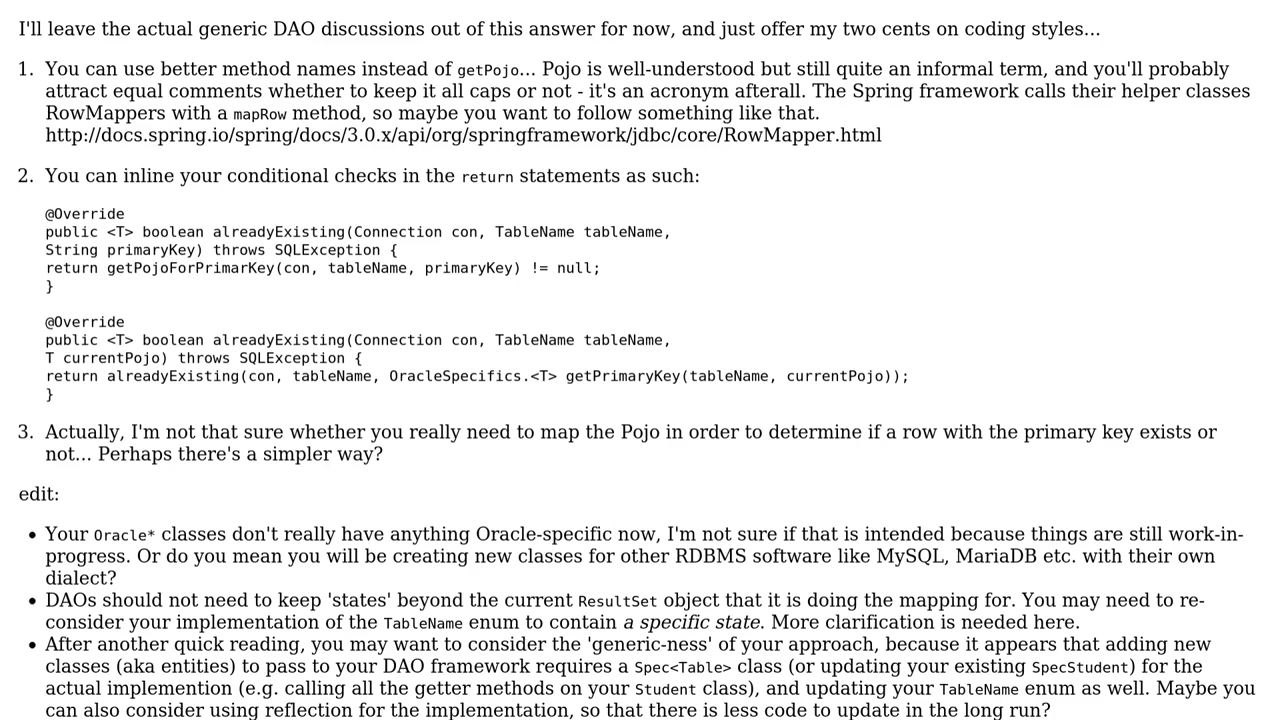 I'll leave the actual generic DAO discussions out of this answer for now, and just offer my two cents on coding styles...
1. You can use better method names instead of getPojo... Pojo is well-understood but still quite an informal term, and you'll probably
attract equal comments whether to keep it all caps or not - it's an acronym afterall. The Spring framework calls their helper classes
RowMappers with a mapRow method, so maybe you want to follow something like that.
http://docs.spring.io/spring/docs/3.0.x/api/org/springframework/jdbc/core/RowMapper.html
2. You can inline your conditional checks in the return statements as such:
@Override
public <T> boolean alreadyExisting(Connection con, TableName tableName,
String primaryKey) throws SQLException {
return getPojoForPrimarKey(con, tableName, primaryKey) != null;
}
@Override
public <T> boolean alreadyExisting(Connection con, TableName tableName,
T currentPojo) throws SQLException {
return alreadyExisting(con, tableName, OracleSpecifics.<T> getPrimaryKey(tableName, currentPojo));
}
3. Actually, I'm not that sure whether you really need to map the Pojo in order to determine if a row with the primary key exists or
not... Perhaps there's a simpler way?
edit:
• Your Oracle* classes don't really have anything Oracle-specific now, I'm not sure if that is intended because things are still work-in-
progress. Or do you mean you will be creating new classes for other RDBMS software like MySQL, MariaDB etc. with their own
dialect?
• DAOs should not need to keep 'states' beyond the current ResultSet object that it is doing the mapping for. You may need to re-
consider your implementation of the TableName enum to contain a specific state. More clarification is needed here.
• After another quick reading, you may want to consider the 'generic-ness' of your approach, because it appears that adding new
classes (aka entities) to pass to your DAO framework requires a Spec<Table> class (or updating your existing SpecStudent) for the
actual implemention (e.g. calling all the getter methods on your Student class), and updating your TableName enum as well. Maybe you
can also consider using reflection for the implementation, so that there is less code to update in the long run?